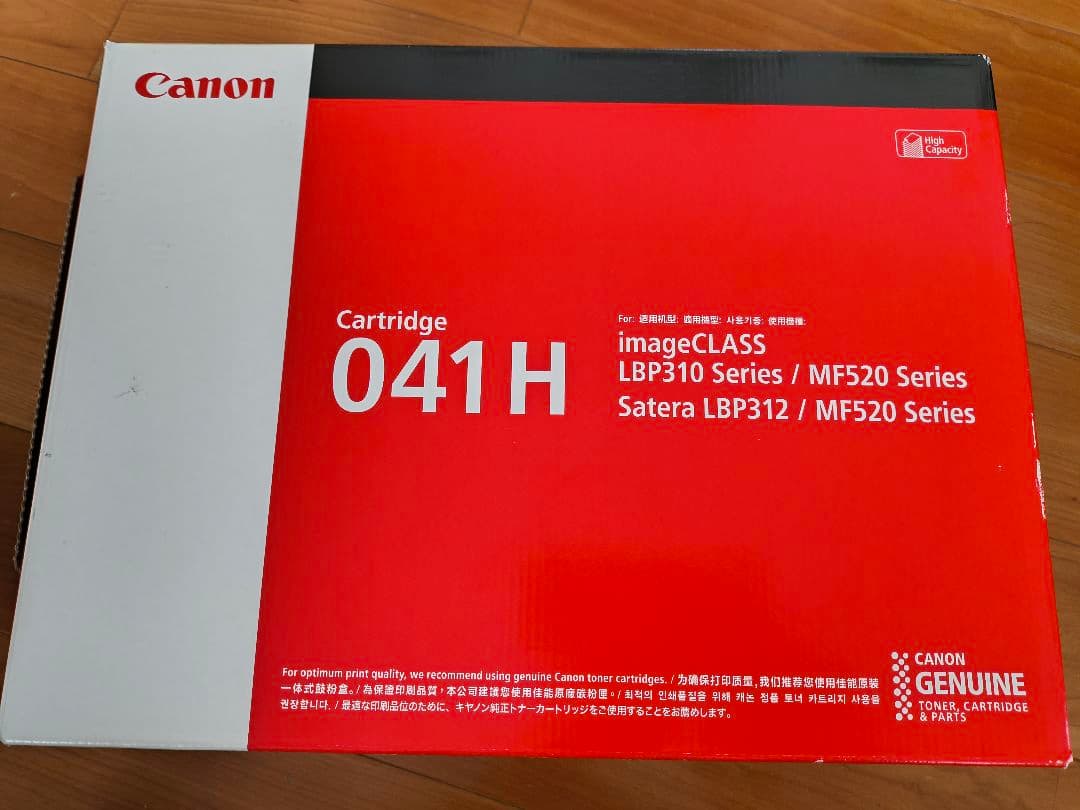 Canon
High
Capacity
Cartridge
041H
For: 适用机型: 適用機型: 사용기종: 使用機種:
imageCLASS
LBP310 Series / MF520 Series
Satera LBP312 / MF520 Series
For optimum print quality, we recommend using genuine Canon toner cartridges. / 为确保打印质量,我们推荐您使用佳能原装
一体式鼓粉盒。/ 為保證印刷品質，本公司建議您使用佳能原廠碳粉匣。/ 최적의 인쇄품질을 위해 캐논 정품 토너 카트리지 사용을
권장합니다. / 最適な印刷品位のために、キヤノン純正トナーカートリッジをご使用することをお勧めします。
CANON
GENUINE
TONER, CARTRIDGE
& PARTS